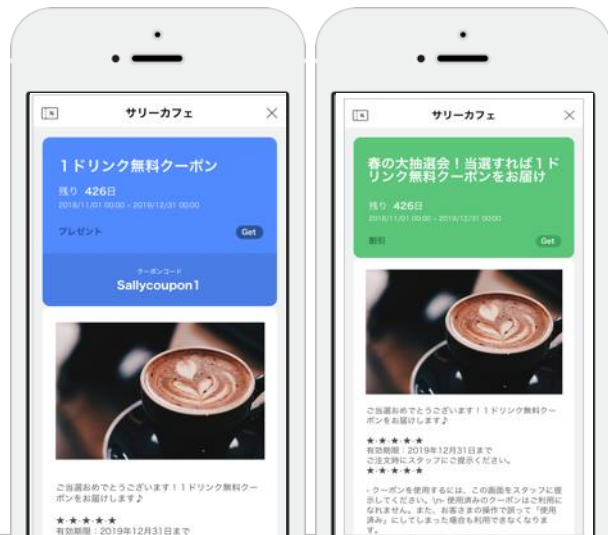 サリーカフェ
1ドリンク無料クーポン
残り 426日
2018/11/01 00:00 - 2019/12/31 00:00
プレゼント
Get
クーポンコード
Sallycoupon1
ご当選おめでとうございます!1ドリンク無料クー
ポンをお届けします♪
★·★·★·★·★
有効期限:2019年12月31日まで
サリーカフェ
春の大抽選会!当選すれば1ド
リンク無料クーポンをお届け
残り 426日
2018/11/01 00:00 - 2019/12/31 00:00
割引
Get
ご当選おめでとうございます!1ドリンク無料クー
ポンをお届けします♪
★·★·★·★·★
有効期限:2019年12月31日まで
ご注文時にスタッフにご提示ください。
★·★·★·★·★
- クーポンを使用するには、この画面をスタッフに提
示してください。\n- 使用済みのクーポンはご利用に
なれません。また、お客さまの操作で誤って「使用
済み」にしてしまった場合も利用できなくなりま
す。